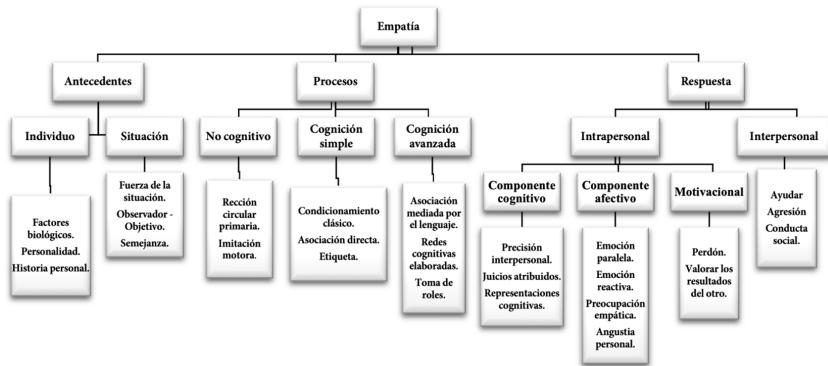 Empatía
Antecedentes
Procesos
Respuesta
Individuo
Situación
No cognitivo
Cognición
simple
Cognición
avanzada
Intrapersonal
Interpersonal
Factores
biológicos.
Personalidad.
Historia personal.
Fuerza de la
situación.
Observador -
Objetivo.
Semejanza.
Rección
circular
primaria.
Imitación
motora.
Condicionamiento
clásico.
Asociación directa.
Etiqueta.
Asociación
mediada por
el lenguaje.
Redes
cognitivas
elaboradas.
Toma de
roles.
Componente
cognitivo
Componente
afectivo
Motivacional
Precisión
interpersonal.
Juicios atribuidos.
Representaciones
cognitivas.
Emoción
paralela.
Emoción
reactiva.
Preocupación
empática.
Angustia
personal.
Perdón.
Valorar los
resultados
del otro.
Ayudar
Agresión
Conducta
social.